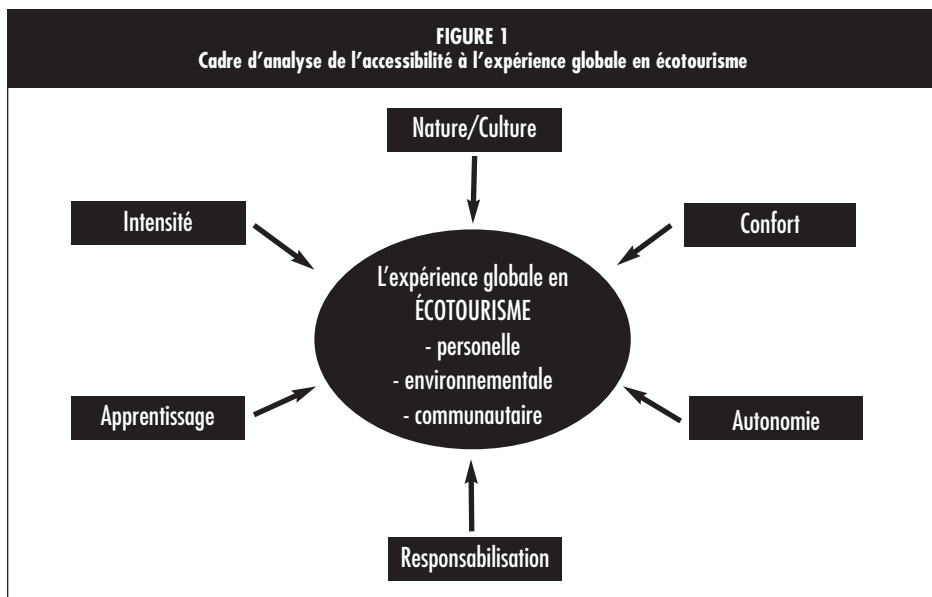 FIGURE 1
Cadre d'analyse de l'accessibilité à l'expérience globale en écotourisme
Nature/Culture
Intensité
Confort
L'expérience globale en
ÉCOTOURISME
- personelle
- environnementale
- communautaire
Apprentissage
Autonomie
Responsabilisation